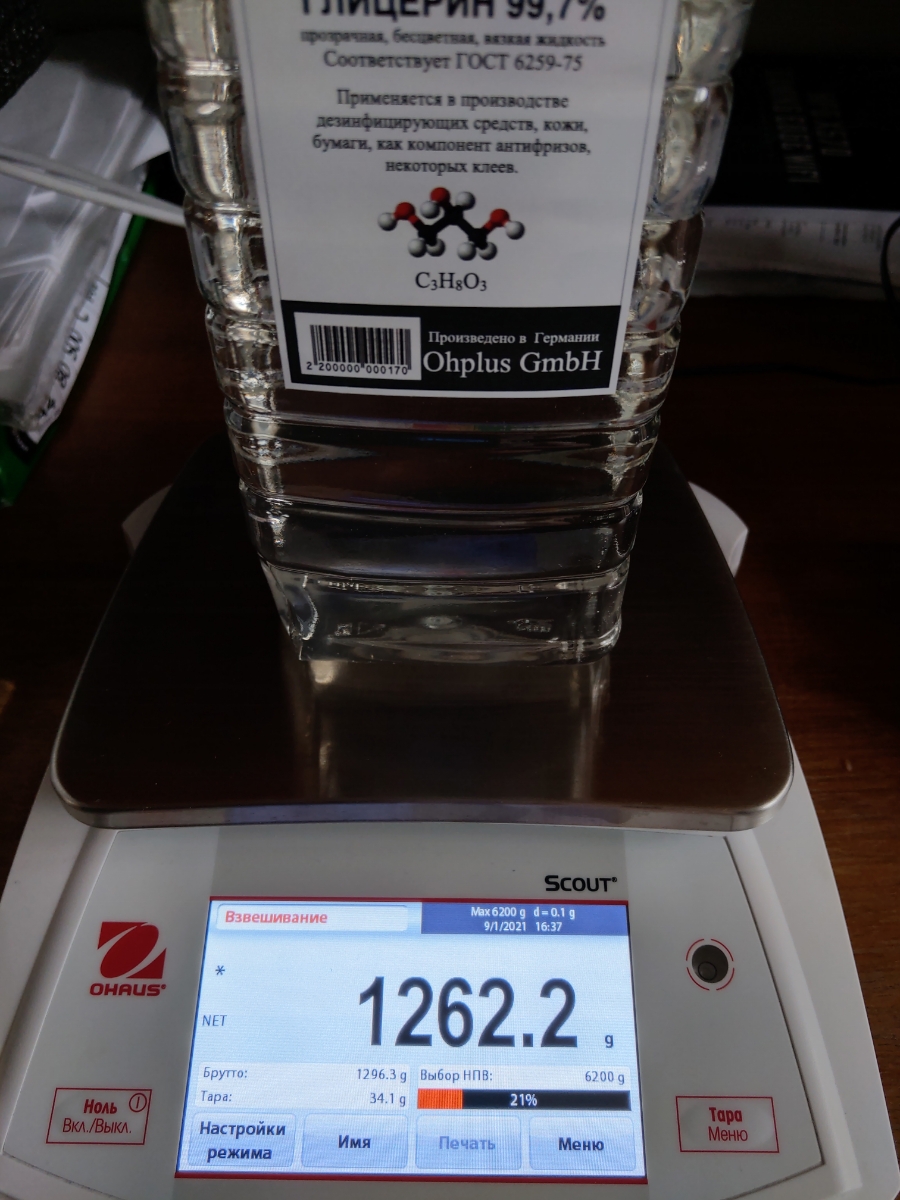 ГЛИЦЕРИН 99,7%
прозрачная, бесцветная, вязкая жидкость
Соответствует ГОСТ 6259-75
Применяется в производстве
дезинфицирующих средств, кожи,
бумаги, как компонент антифризов,
некоторых клеев.
C₃H₈O₃
2 200000 000170
Произведено в Германии
Ohplus GmbH
SCOUT®
OHAUS®
Взвешивание
Max 6200 g d=0.1 g
9/1/2021 16:37
*
NET
1262.2 g
Брутто: 1296.3 g
Выбор НПВ: 6200 g
Тара: 34.1 g
21%
Ноль
Вкл./Выкл.
Настройки
режима
Имя
Печать
Меню
Тара
Меню